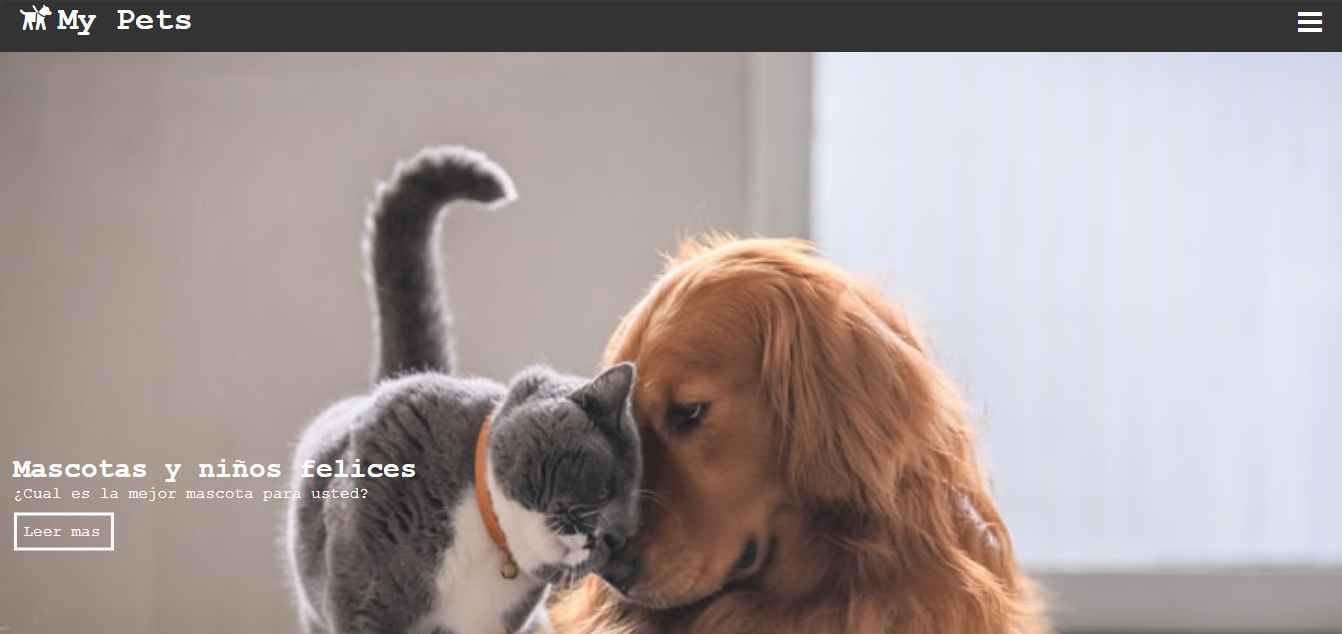 My Pets
Mascotas y niños felices
¿Cual es la mejor mascota para usted?
Leer mas